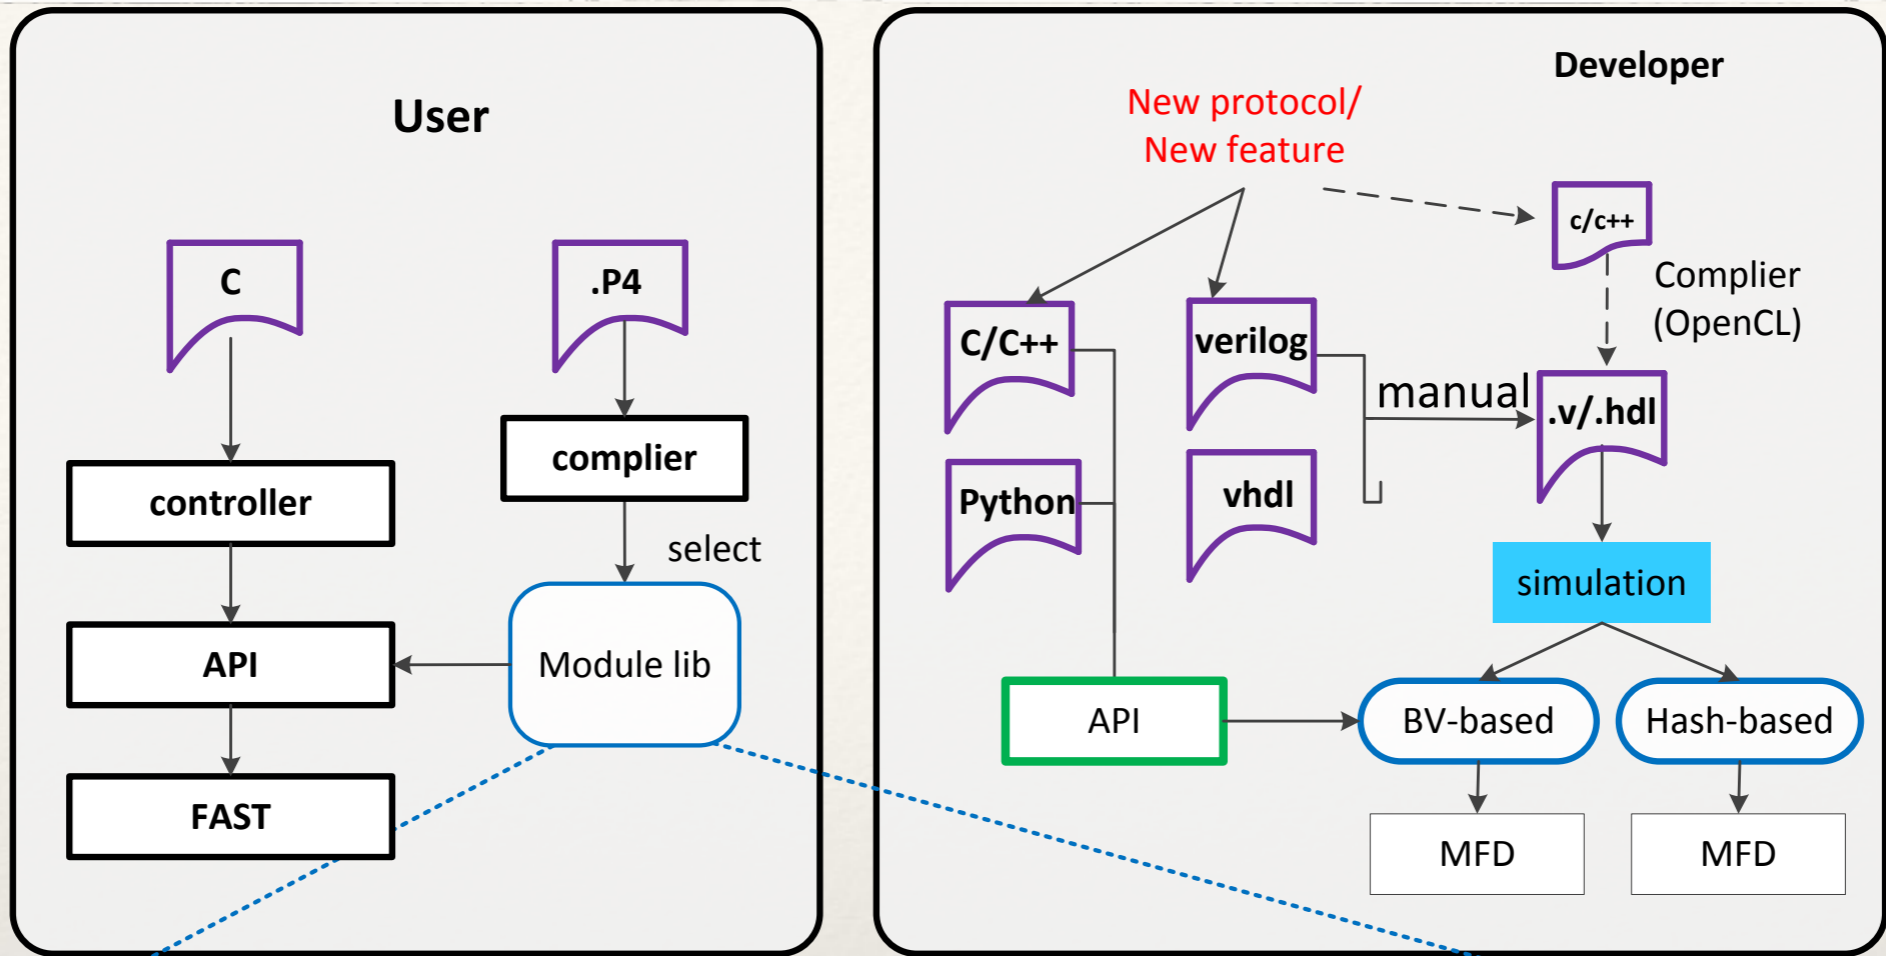 User
C
.P4
complier
controller
select
API
Module lib
FAST
Developer
New protocol/
New feature
c/c++
Complier
(OpenCL)
C/C++
verilog
manual
.v/.hdl
Python
vhdl
simulation
API
BV-based
Hash-based
MFD
MFD